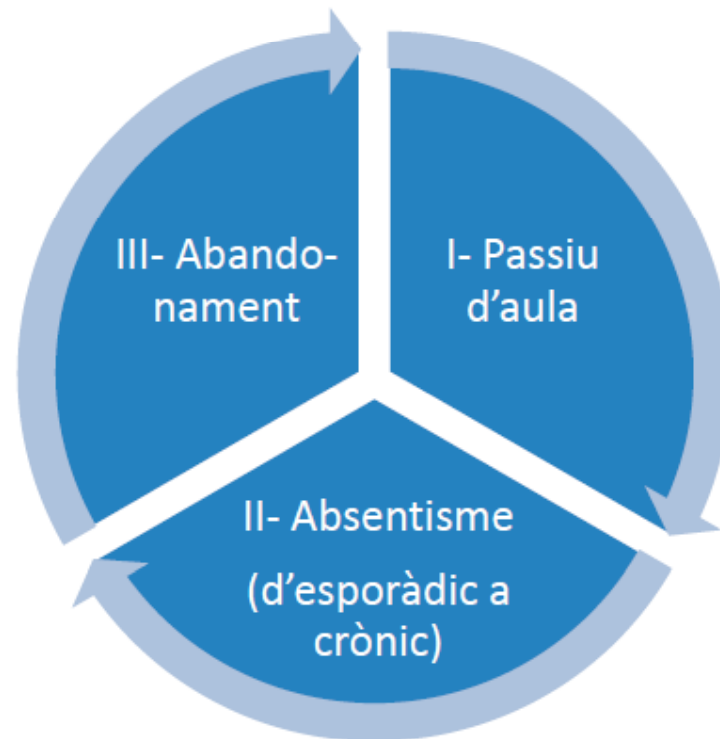 I- Passiu
d’aula
II- Absentisme
(d’esporàdic a
crònic)
III- Abando-
nament